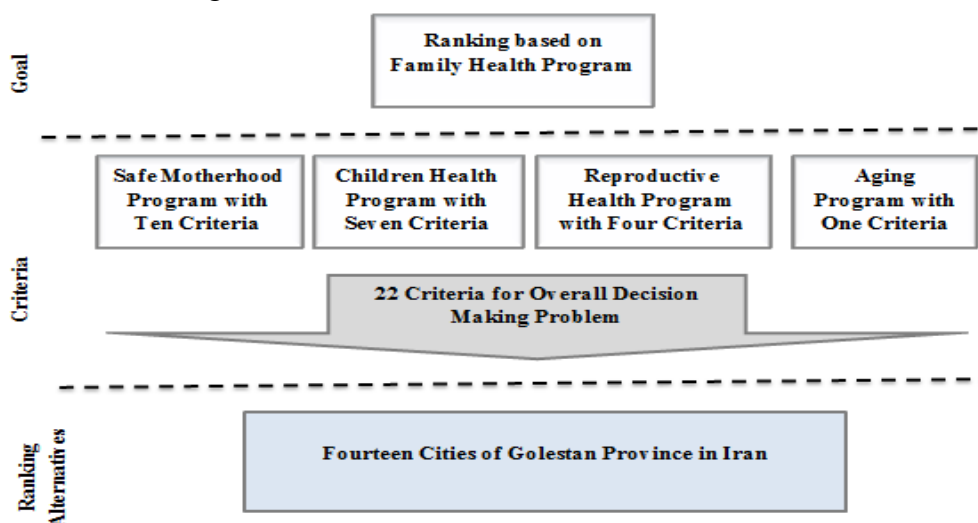 Goal
Ranking based on
Family Health Program
Criteria
Safe Motherhood
Program with
Ten Criteria
Children Health
Program with
Seven Criteria
Reproductive
Health Program
with Four Criteria
Aging
Program with
One Criteria
22 Criteria for Overall Decision
Making Problem
Ranking
Alternatives
Fourteen Cities of Golestan Province in Iran